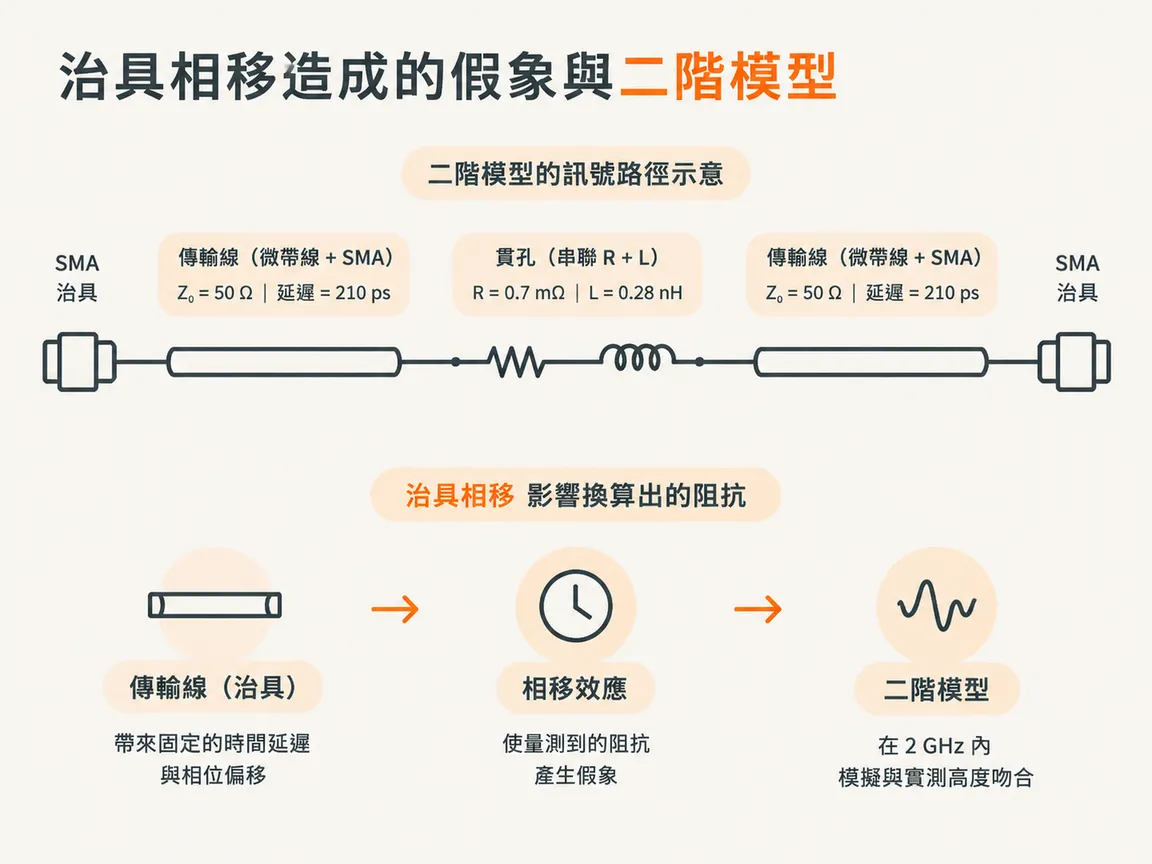 治具相移造成的假象與二階模型
二階模型的訊號路徑示意
SMA
治具
傳輸線（微帶線 + SMA）
Z₀ = 50 Ω｜延遲 = 210 ps
貫孔（串聯 R + L）
R = 0.7 mΩ｜L = 0.28 nH
傳輸線（微帶線 + SMA）
Z₀ = 50 Ω｜延遲 = 210 ps
SMA
治具
治具相移 影響換算出的阻抗
傳輸線（治具）
帶來固定的時間延遲
與相位偏移
相移效應
使量測到的阻抗
產生假象
二階模型
在 2 GHz 內
模擬與實測高度吻合